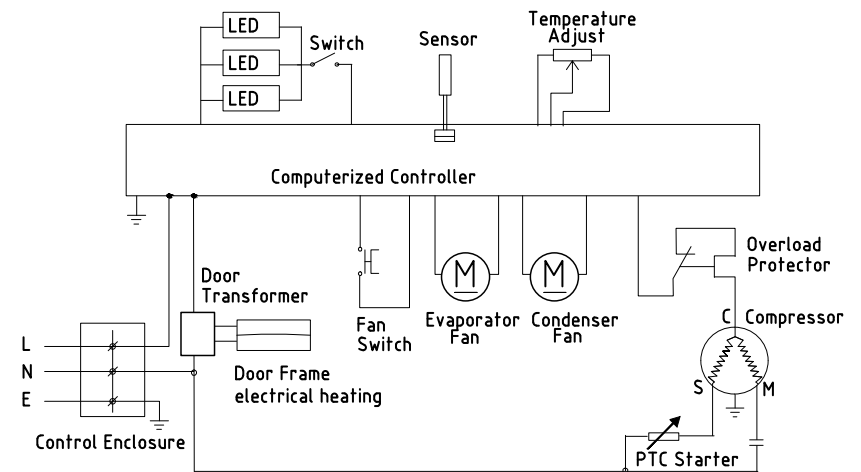 Temperature
Adjust
LED
Switch
Sensor
LED
LED
Computerized Controller
Door
Transformer
Overload
Protector
M
M
Fan
Switch
Evaporator
Fan
Condenser
Fan
C
Compressor
L
N
E
Door Frame
electrical heating
S
M
Control Enclosure
PTC Starter